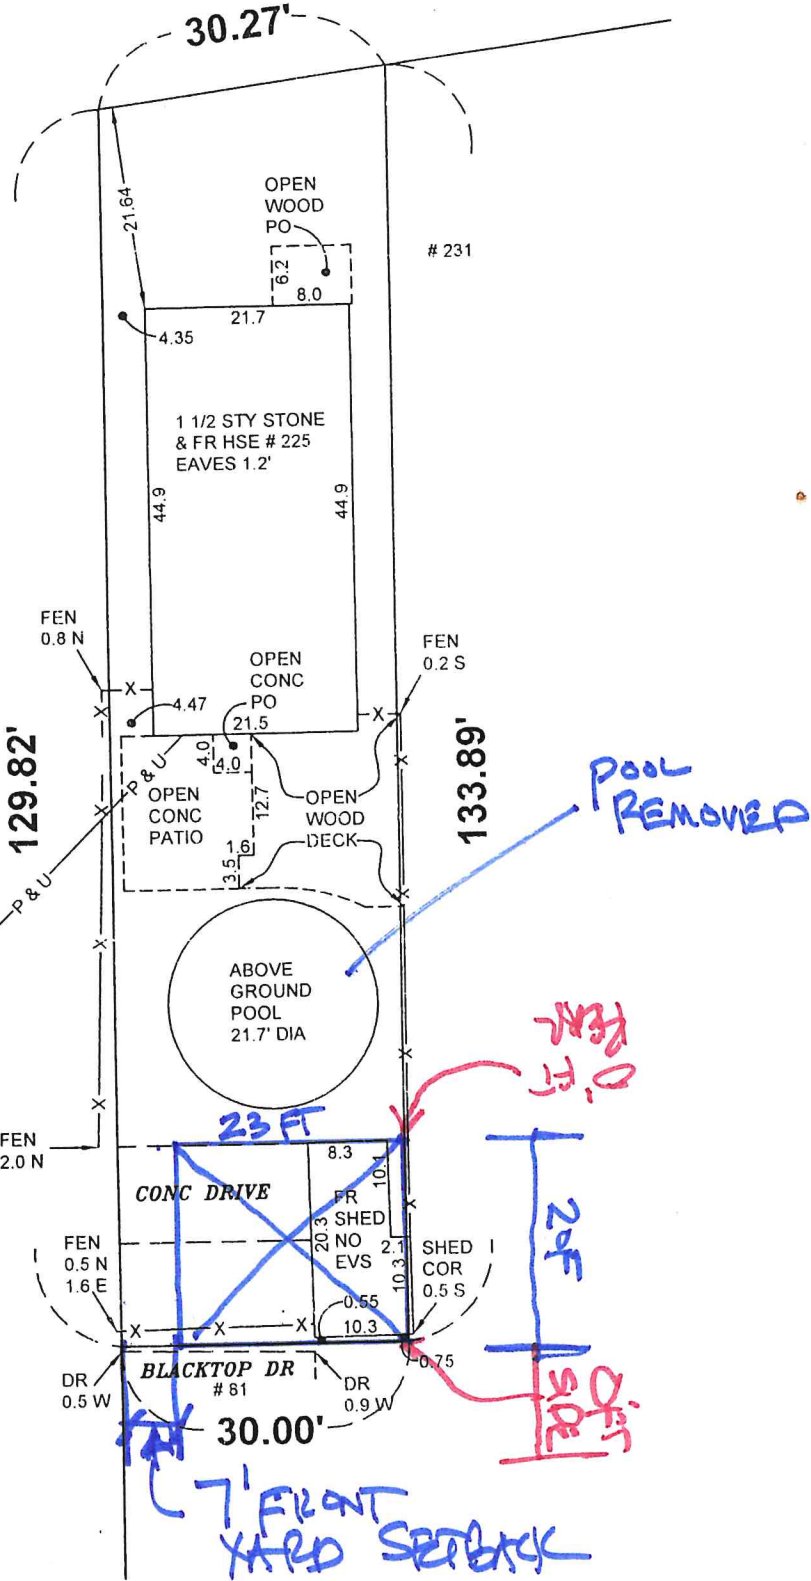 30.27'
21.64
OPEN
WOOD
PO
6.2
8.0
# 231
21.7
4.35
1 1/2 STY STONE
& FR HSE # 225
EAVES 1.2'
44.9
44.9
FEN
0.8 N
OPEN
CONC
PO
FEN
0.2 S
X
4.47
21.5
X
X
129.82'
133.89'
4.0
4.0
P & U
OPEN
CONC
PATIO
12.7
OPEN
WOOD
DECK
X
X
1.6
3.5
X
POOL
REMOVED
P & U
X
ABOVE
GROUND
POOL
21.7' DIA
X
0' FT
REAR
X
FEN
2.0 N
23 FT
8.3
10.1
CONC DRIVE
FR
SHED
NO
EVS
20.3
X
2.1
10.3
SHED
COR
0.5 S
FEN
0.5 N
1.6 E
0.55
10.3
X
X
X
0.75
BLACKTOP DR
# 81
DR
0.5 W
DR
0.9 W
0' FT
SIDE
30.00'
7' FRONT
YARD SETBACK